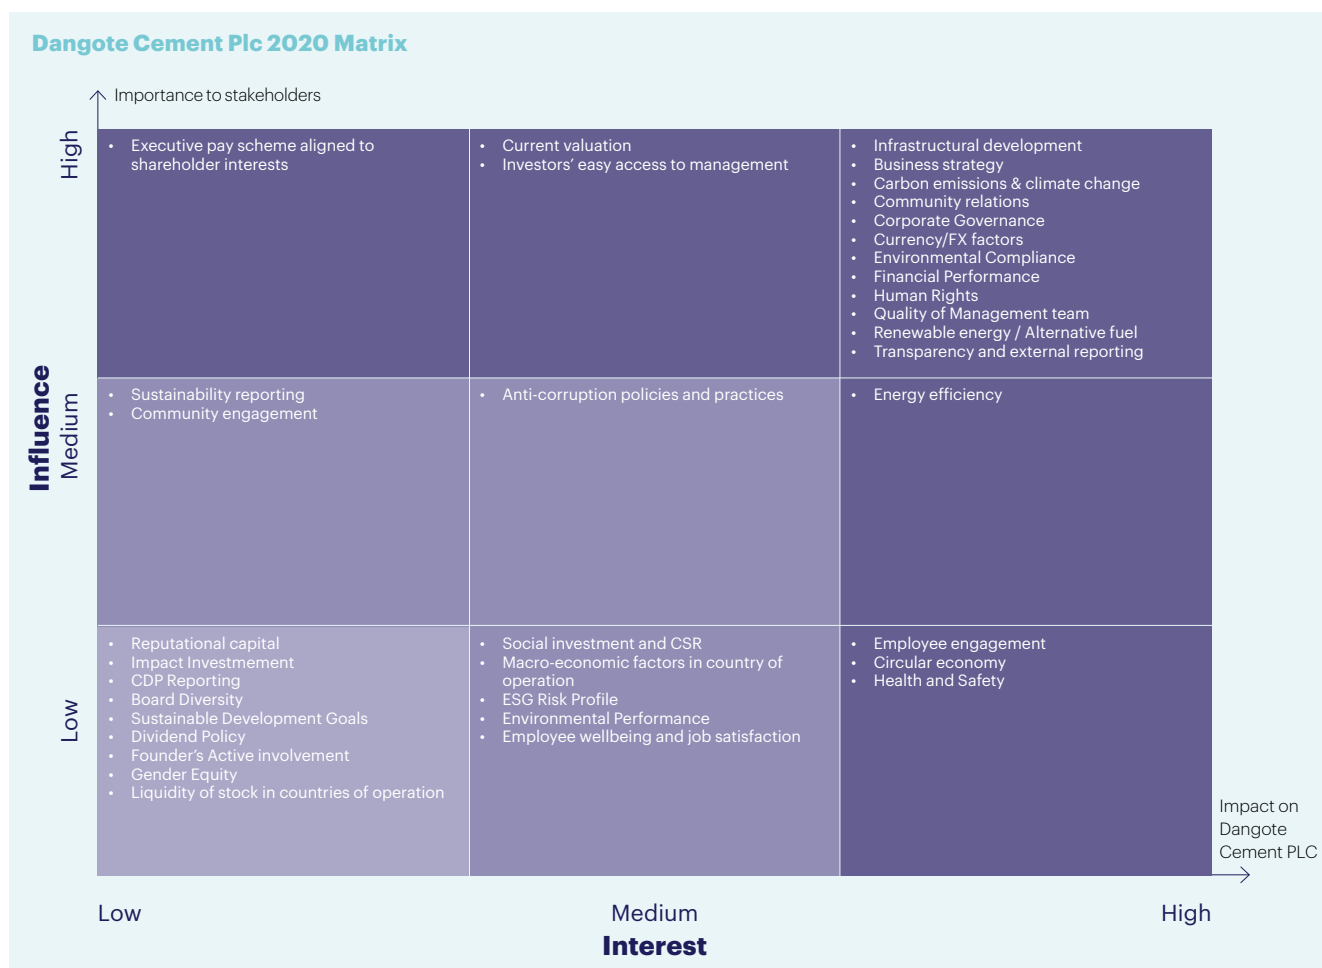 Dangote Cement Plc 2020 Matrix
Importance to stakeholders
Influence
High
• Executive pay scheme aligned to
shareholder interests
• Current valuation
• Investors’ easy access to management
• Infrastructural development
• Business strategy
• Carbon emissions & climate change
• Community relations
• Corporate Governance
• Currency/FX factors
• Environmental Compliance
• Financial Performance
• Human Rights
• Quality of Management team
• Renewable energy / Alternative fuel
• Transparency and external reporting
Medium
• Sustainability reporting
• Community engagement
• Anti-corruption policies and practices
• Energy efficiency
Low
• Reputational capital
• Impact Investmement
• CDP Reporting
• Board Diversity
• Sustainable Development Goals
• Dividend Policy
• Founder’s Active involvement
• Gender Equity
• Liquidity of stock in countries of operation
• Social investment and CSR
• Macro-economic factors in country of
operation
• ESG Risk Profile
• Environmental Performance
• Employee wellbeing and job satisfaction
• Employee engagement
• Circular economy
• Health and Safety
Impact on
Dangote
Cement PLC
Low
Medium
High
Interest